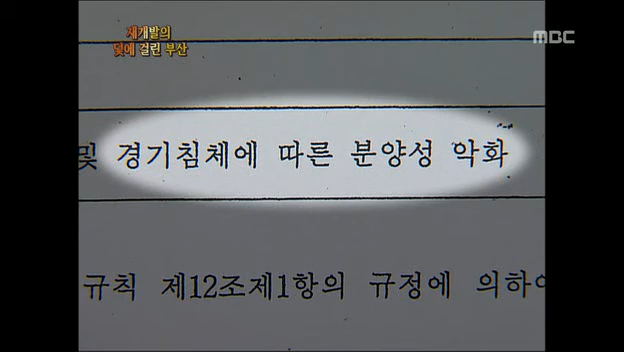 재개발의
덫에 걸린 부산
MBC
및 경기침체에 따른 분양성 악화
규칙 제12조제1항의 규정에 의하여